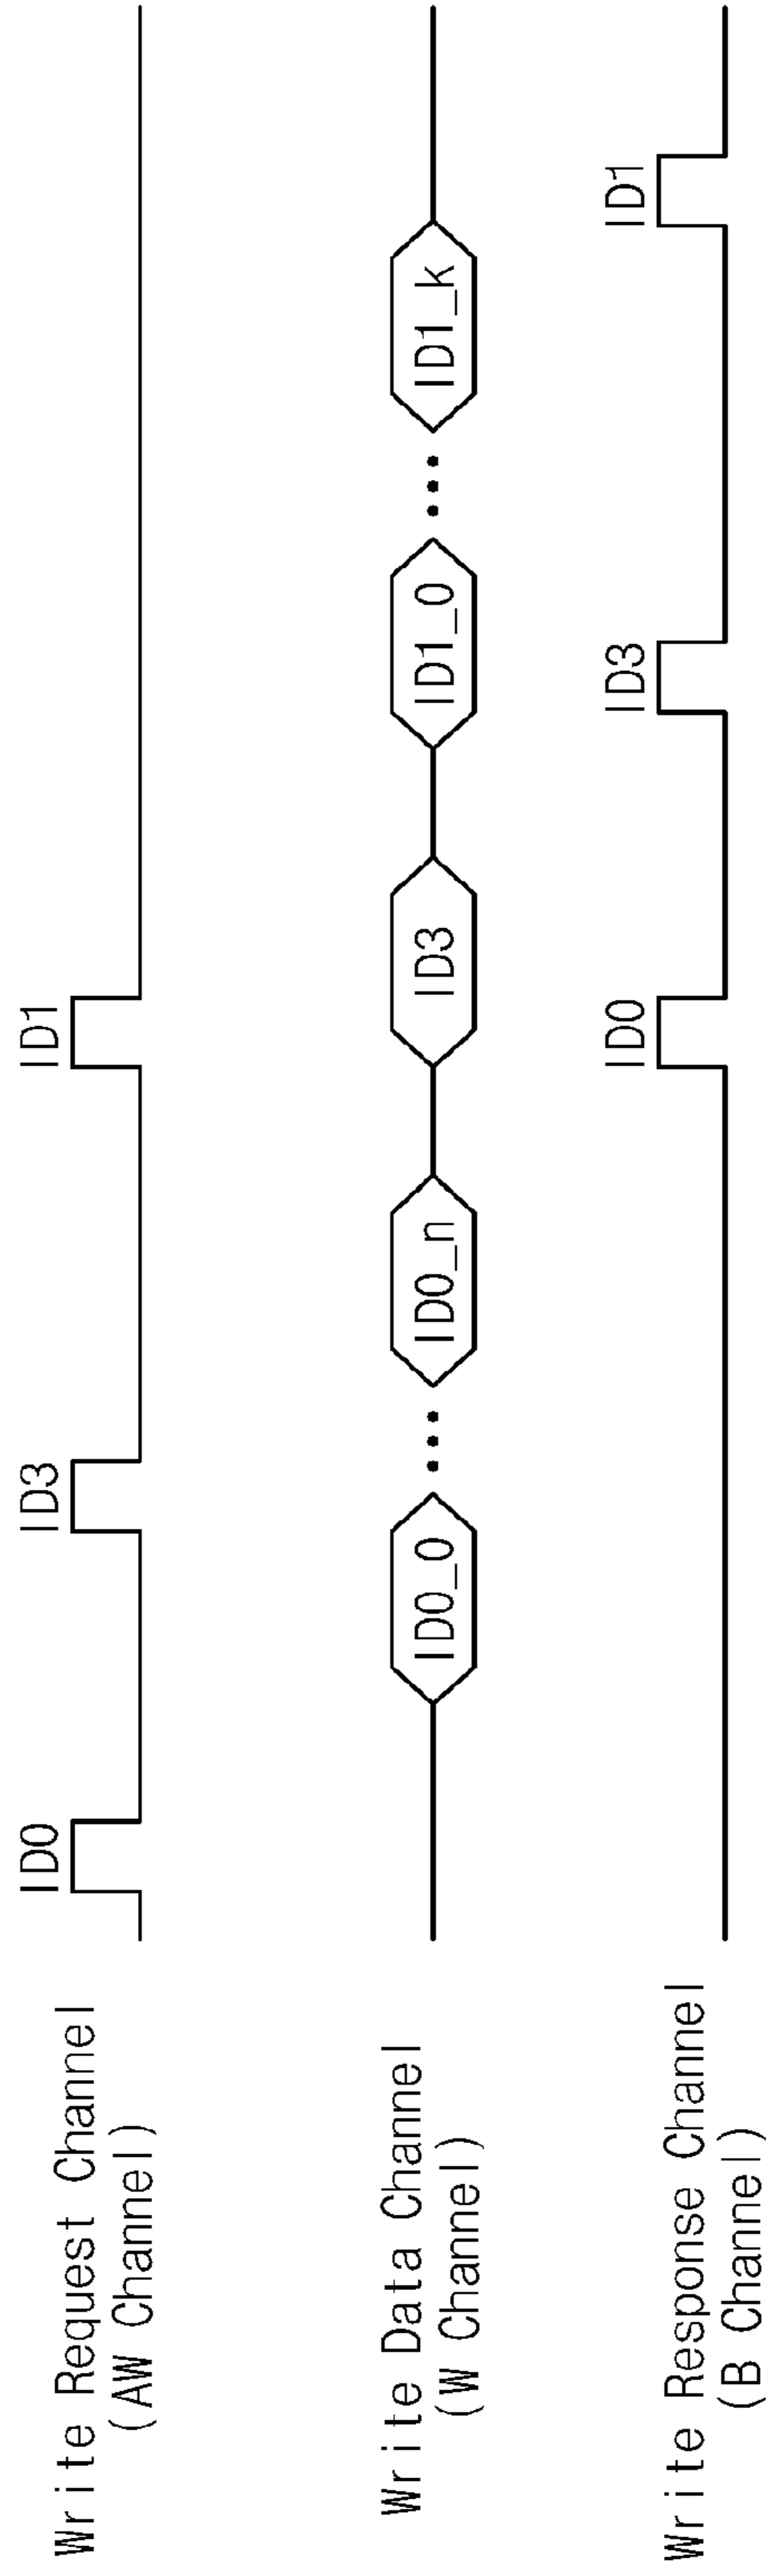 Write Request Channel
(AW Channel)
ID0
ID3
ID1
Write Data Channel
(W Channel)
ID0_0
ID0_n
ID3
ID1_0
ID1_k
Write Response Channel
(B Channel)
ID0
ID3
ID1